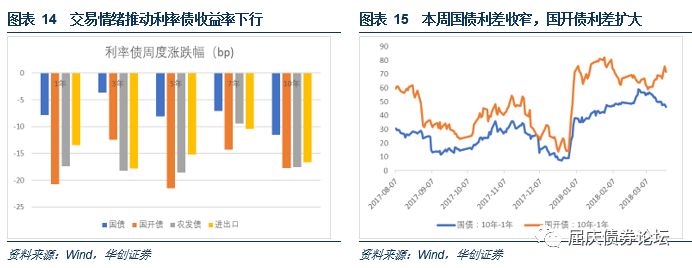 图表 14 交易情绪推动利率债收益率下行
利率债周度涨跌幅（bp)
1年 3年 5年 7年 10年
0
-5
-10
-15
-20
-25
国债 国开债 农发债 进出口
资料来源：Wind，华创证券
图表 15 本周国债利差收窄，国开债利差扩大
90
80
70
60
50
40
30
20
10
0
2017-08-07 2017-09-07 2017-10-07 2017-11-07 2017-12-07 2018-01-07 2018-02-07 2018-03-07
国债：10年-1年 国开债：10年-1年
屈庆债券论坛
资料来源：Wind，华创证券